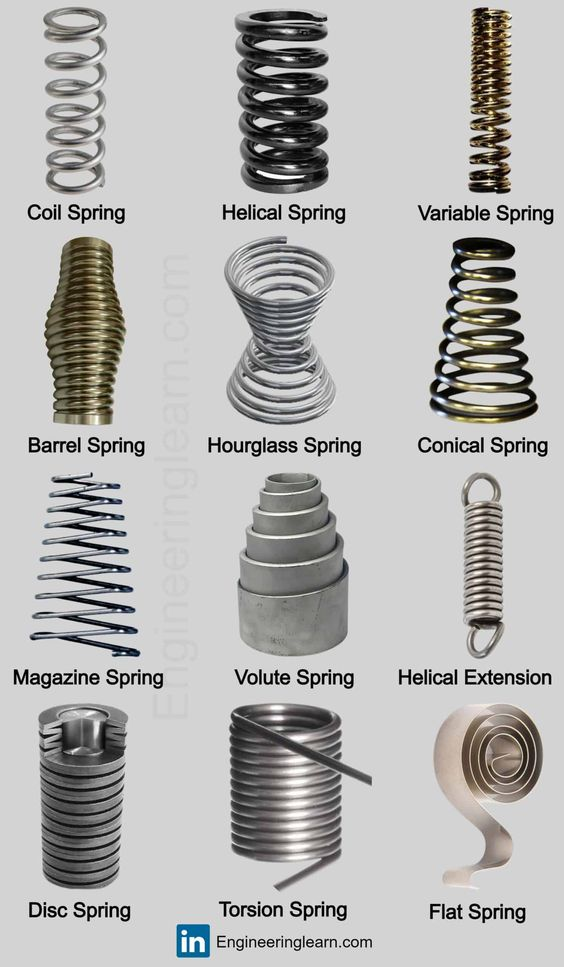 Coil Spring
Helical Spring
Variable Spring
Barrel Spring
Hourglass Spring
Conical Spring
Magazine Spring
Volute Spring
Helical Extension
Disc Spring
Torsion Spring
Flat Spring
Engineeringlearn.com
in Engineeringlearn.com